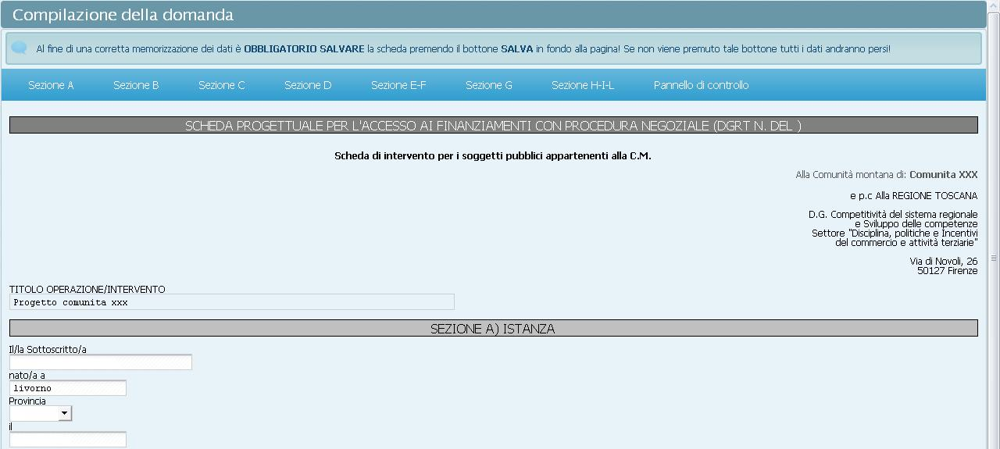 Compilazione della domanda
Al fine di una corretta memorizzazione dei dati è OBBLIGATORIO SALVARE la scheda premendo il bottone SALVA in fondo alla pagina! Se non viene premuto tale bottone tutti i dati andranno persi!
Sezione A Sezione B Sezione C Sezione D Sezione E-F Sezione G Sezione H-I-L Pannello di controllo
SCHEDA PROGETTUALE PER L'ACCESSO AI FINANZIAMENTI CON PROCEDURA NEGOZIALE (DGRT N. DEL )
Scheda di intervento per i soggetti pubblici appartenenti alla C.M.
Alla Comunità montana di: Comunita XXX
e p.c Alla REGIONE TOSCANA
D.G. Competitività del sistema regionale
e Sviluppo delle competenze
Settore "Disciplina, politiche e Incentivi
del commercio e attività terziarie"
Via di Novoli, 26
50127 Firenze
TITOLO OPERAZIONE/INTERVENTO
Progetto comunita xxx
SEZIONE A) ISTANZA
Il/la Sottoscritto/a
nato/a a
livorno
Provincia
il